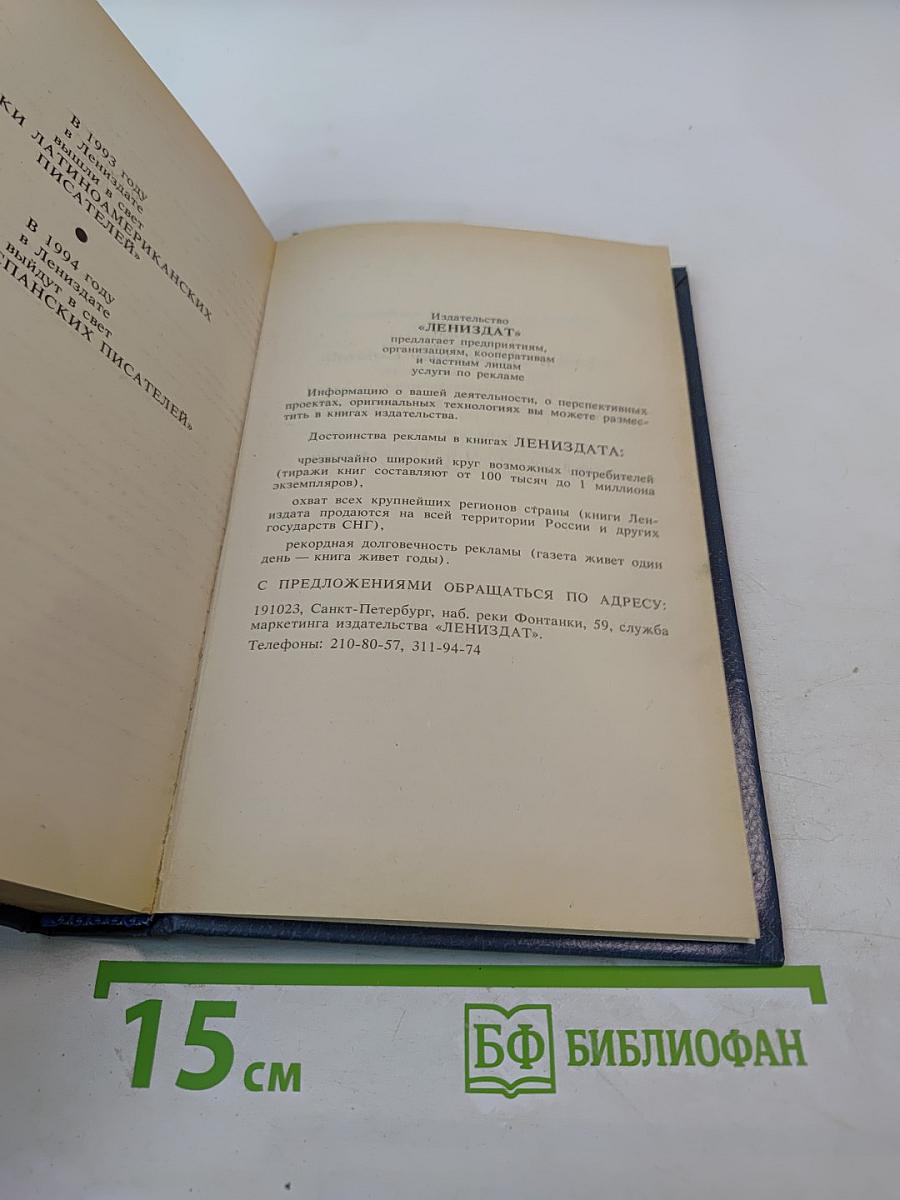 В 1993 году
в Лениздате
вышли в свет
КИ ЛАТИНОАМЕРИКАНСКИХ
ПИСАТЕЛЕЙ»
В 1994 году
в Лениздате
выйдут в свет
СПАНСКИХ ПИСАТЕЛЕЙ»
Издательство
«ЛЕНИЗДАТ»
предлагает предприятиям,
организациям, кооперативам
и частным лицам
услуги по рекламе
Информацию о вашей деятельности, о перспективных
проектах, оригинальных технологиях вы можете размес-
тить в книгах издательства.
Достоинства рекламы в книгах ЛЕНИЗДАТА:
чрезвычайно широкий круг возможных потребителей
(тиражи книг составляют от 100 тысяч до 1 миллиона
экземпляров),
охват всех крупнейших регионов страны (книги Лен-
издата продаются на всей территории России и других
государств СНГ),
рекордная долговечность рекламы (газета живет один
день — книга живет годы).
С ПРЕДЛОЖЕНИЯМИ ОБРАЩАТЬСЯ ПО АДРЕСУ:
191023, Санкт-Петербург, наб. реки Фонтанки, 59, служба
маркетинга издательства «ЛЕНИЗДАТ».
Телефоны: 210-80-57, 311-94-74
15 см
БФ БИБЛИОФАН